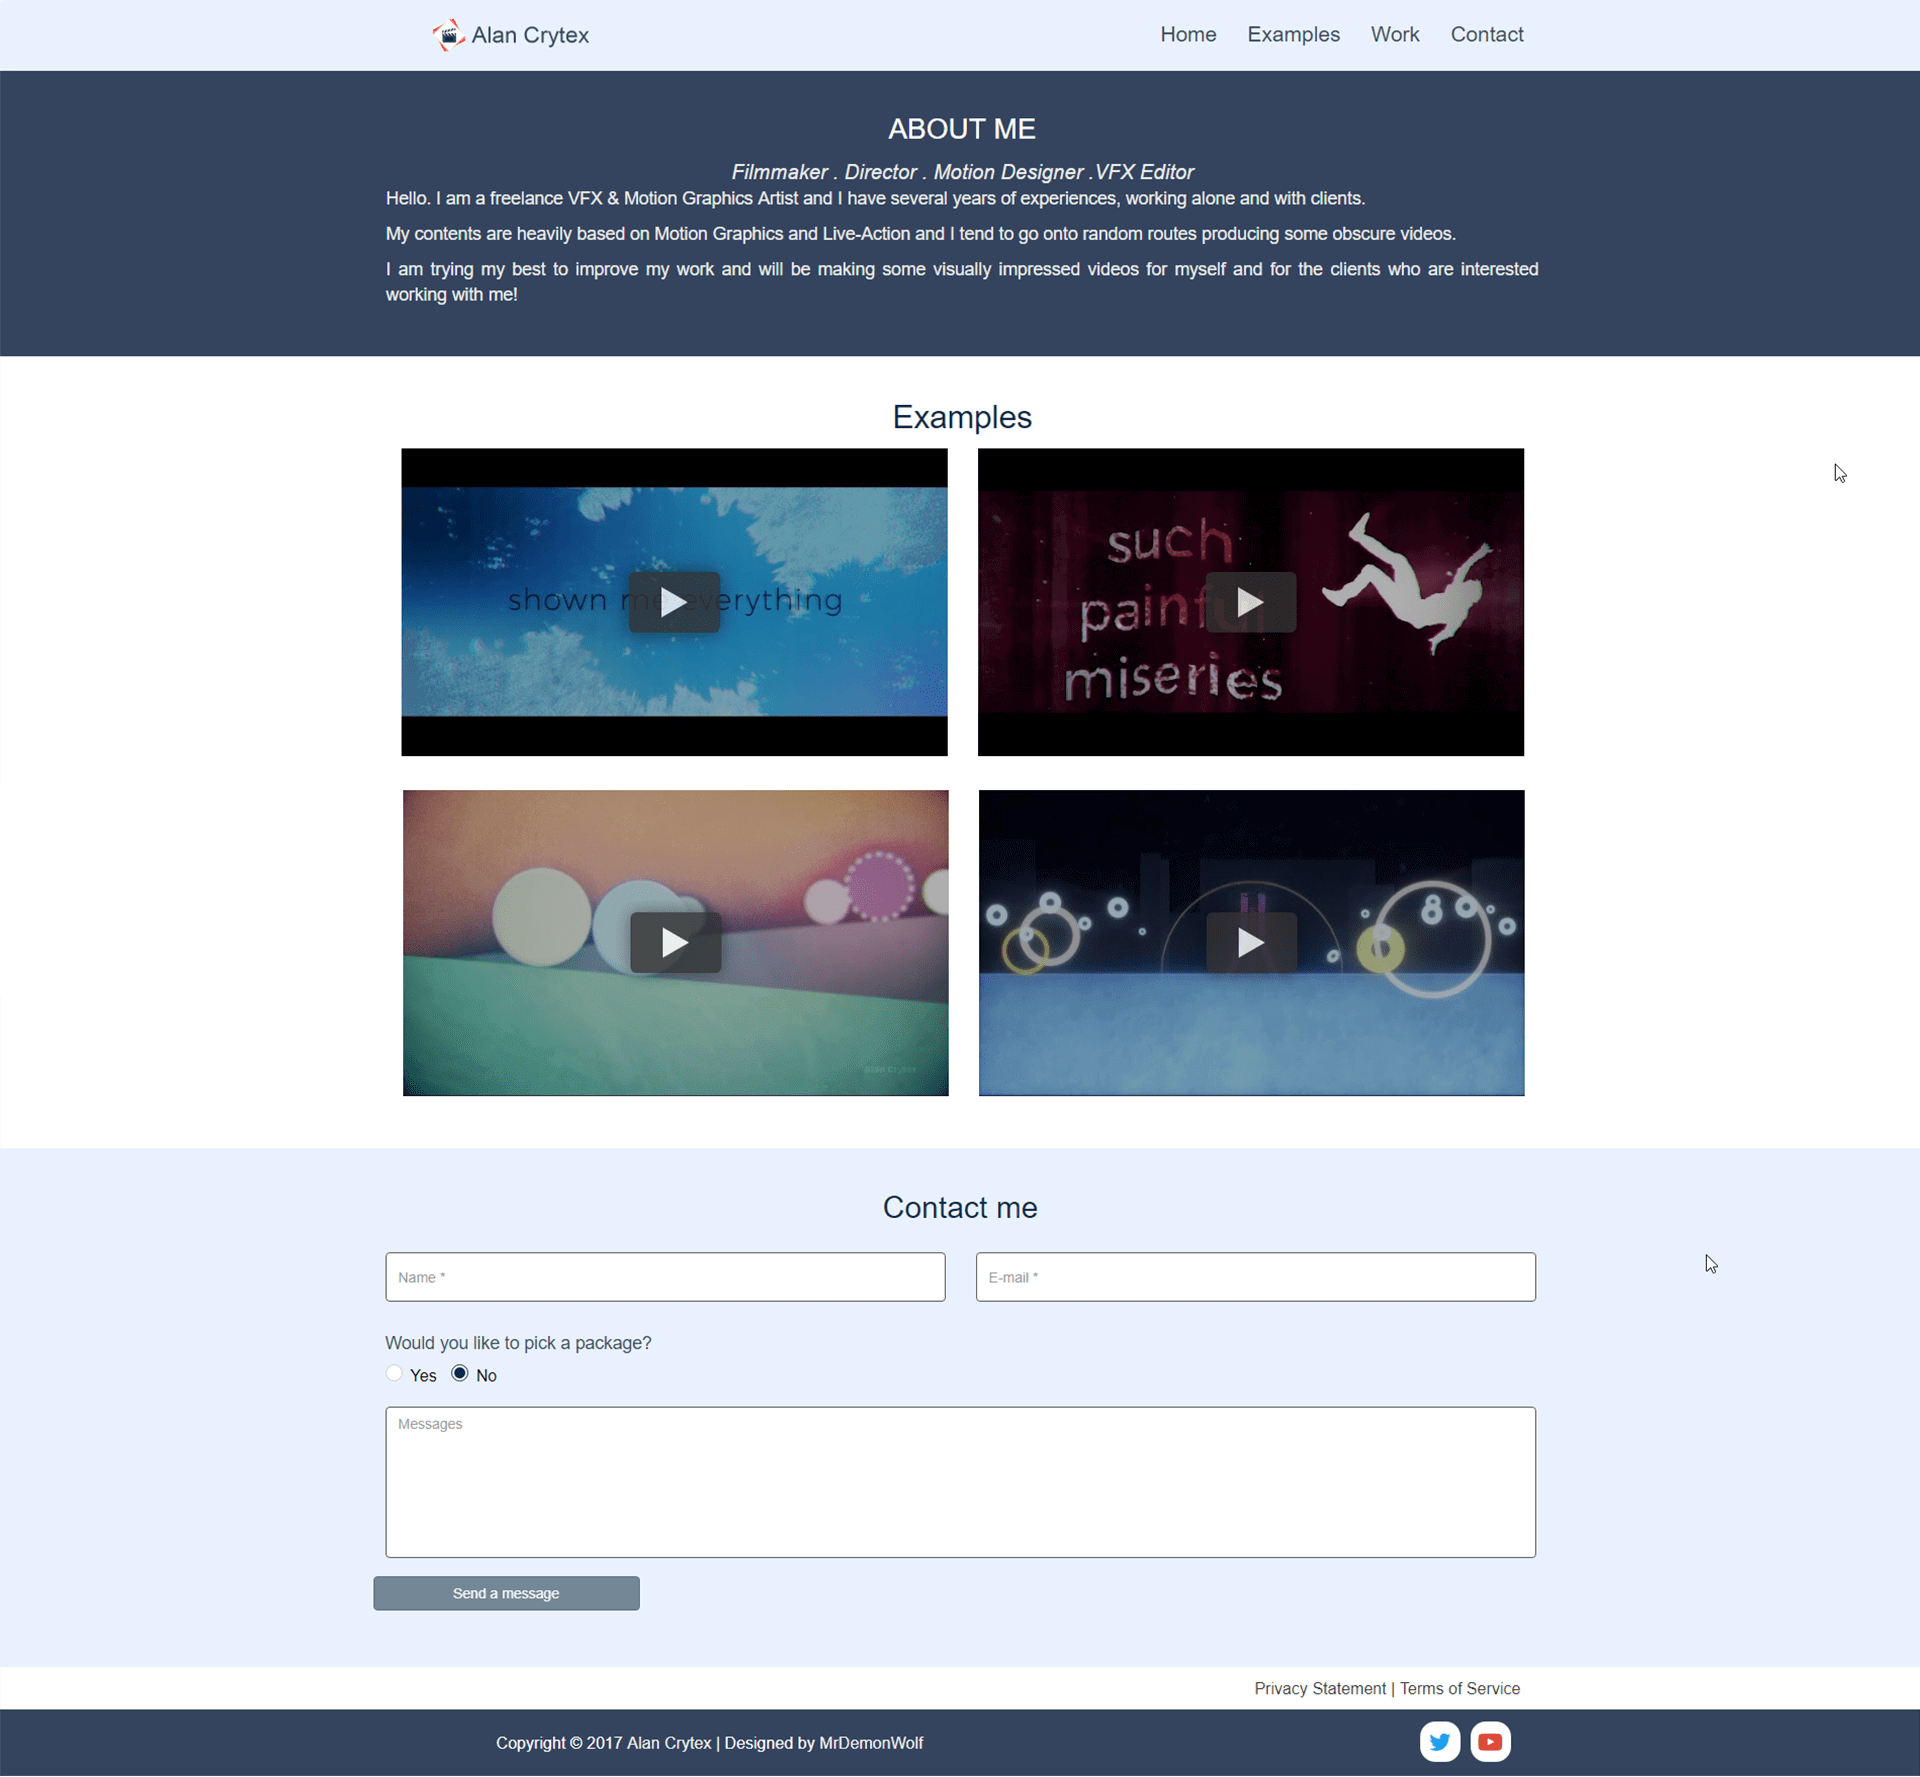 Alan Crytex
Home Examples Work Contact
ABOUT ME
Filmmaker . Director . Motion Designer .VFX Editor
Hello. I am a freelance VFX & Motion Graphics Artist and I have several years of experiences, working alone and with clients.
My contents are heavily based on Motion Graphics and Live-Action and I tend to go onto random routes producing some obscure videos.
I am trying my best to improve my work and will be making some visually impressed videos for myself and for the clients who are interested
working with me!
Examples
shown me everything
such
painful
miseries
Alan Crytex
Contact me
Name *
E-mail *
Would you like to pick a package?
Yes No
Messages
Send a message
Privacy Statement | Terms of Service
Copyright © 2017 Alan Crytex | Designed by MrDemonWolf